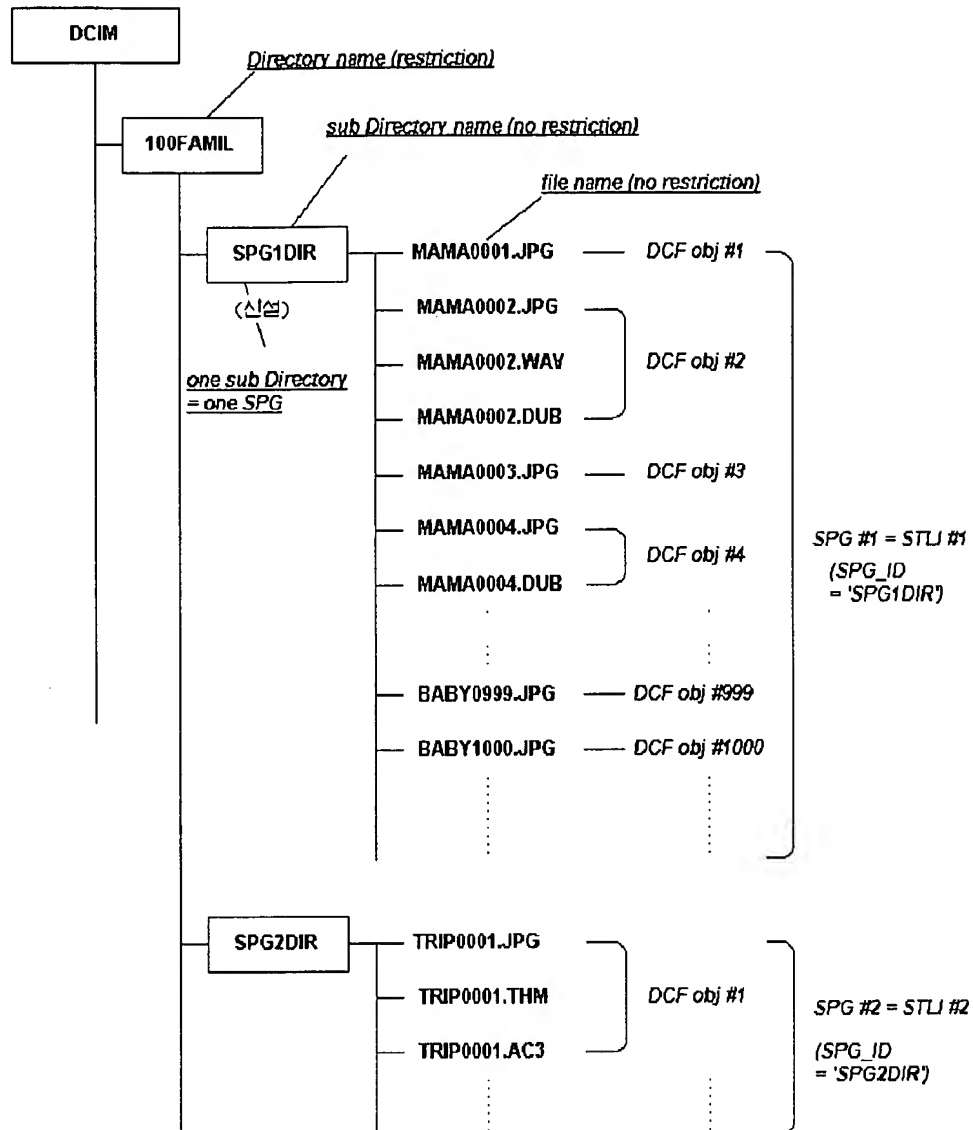 DCIM
Directory name (restriction)
100FAMIL
sub Directory name (no restriction)
file name (no restriction)
SPG1DIR
(신설)
one sub Directory
= one SPG
MAMA0001.JPG
DCF obj #1
MAMA0002.JPG
MAMA0002.WAV
DCF obj #2
MAMA0002.DUB
MAMA0003.JPG
DCF obj #3
MAMA0004.JPG
DCF obj #4
MAMA0004.DUB
BABY0999.JPG
DCF obj #999
BABY1000.JPG
DCF obj #1000
SPG #1 = STLI #1
(SPG_ID
= 'SPG1DIR')
SPG2DIR
TRIP0001.JPG
TRIP0001.THM
DCF obj #1
TRIP0001.AC3
SPG #2 = STLI #2
(SPG_ID
= 'SPG2DIR')